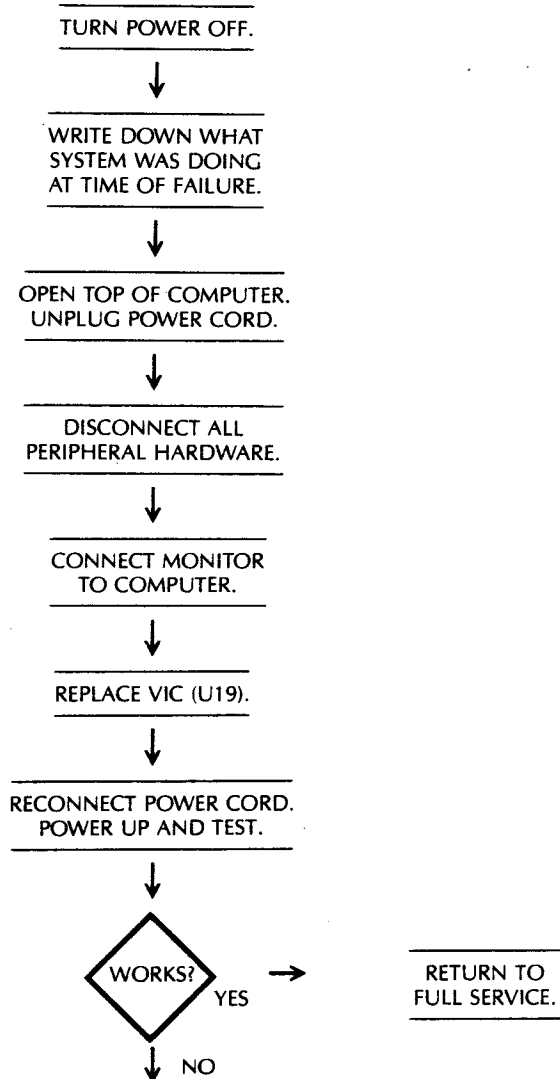 TURN POWER OFF.
WRITE DOWN WHAT
SYSTEM WAS DOING
AT TIME OF FAILURE.
OPEN TOP OF COMPUTER.
UNPLUG POWER CORD.
DISCONNECT ALL
PERIPHERAL HARDWARE.
CONNECT MONITOR
TO COMPUTER.
REPLACE VIC (U19).
RECONNECT POWER CORD.
POWER UP AND TEST.
WORKS?
YES
RETURN TO
FULL SERVICE.
NO